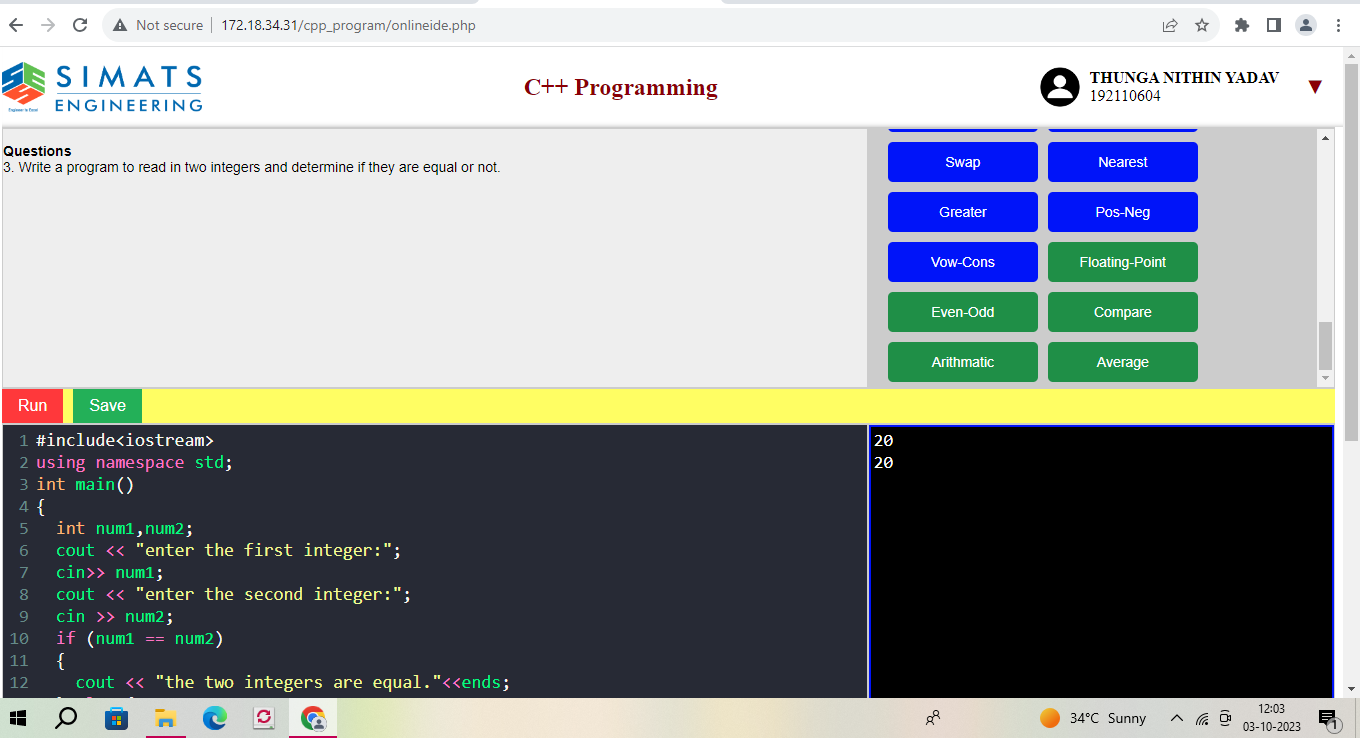 Not secure 172.18.34.31/cpp_program/onlineide.php
SIMATS
ENGINEERING
Engineer to Excel
C++ Programming
THUNGA NITHIN YADAV
192110604
Questions
3. Write a program to read in two integers and determine if they are equal or not.
Swap
Nearest
Greater
Pos-Neg
Vow-Cons
Floating-Point
Even-Odd
Compare
Arithmatic
Average
Run
Save
1 #include<iostream>
2 using namespace std;
3 int main()
4 {
5 int num1,num2;
6 cout << "enter the first integer:";
7 cin>> num1;
8 cout << "enter the second integer:";
9 cin >> num2;
10 if (num1 == num2)
11 {
12 cout << "the two integers are equal."<<ends;
20
20
34°C Sunny
12:03
03-10-2023
1